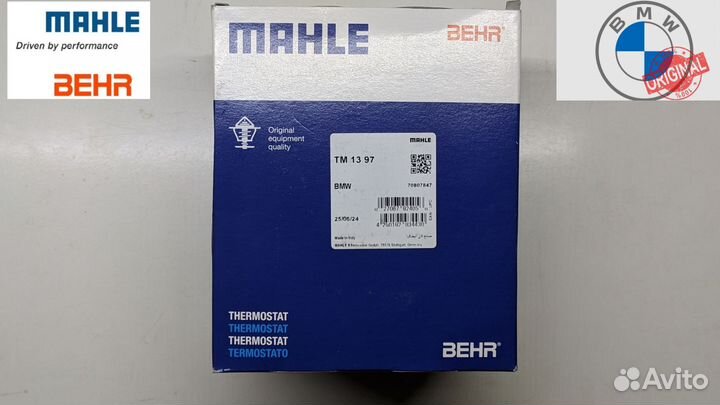 MAHLE
Driven by performance
BEHR
MAHLE BEHR®
BMW
ORIGINAL
100%
Original
equipment
quality
MAHLE
TM 13 97
BMW 70807847
25/06/24
Made in Italy
THERMOSTAT
THERMOSTAT
THERMOSTAT
TERMOSTATO
BEHR®
Avito